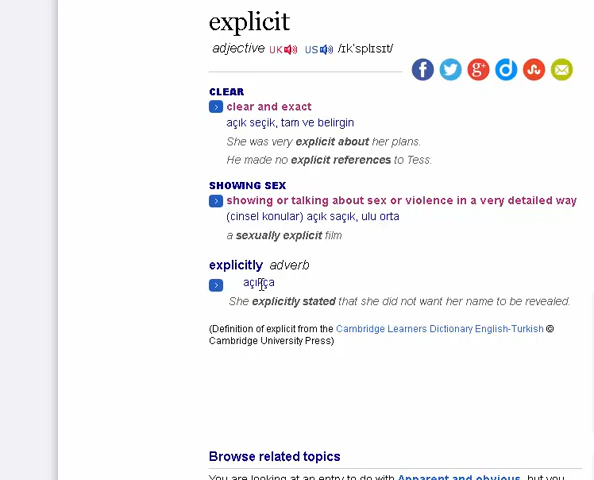 explicit
adjective UK US /ɪkˈsplɪsɪt/
CLEAR
clear and exact
açık seçik, tam ve belirgin
She was very explicit about her plans.
He made no explicit references to Tess.
SHOWING SEX
showing or talking about sex or violence in a very detailed way
(cinsel konular) açık saçık, ulu orta
a sexually explicit film
explicitly adverb
açıkça
She explicitly stated that she did not want her name to be revealed.
(Definition of explicit from the Cambridge Learners Dictionary English-Turkish ©
Cambridge University Press)
Browse related topics
You are looking at an entry to do with Apparent and obvious, but you